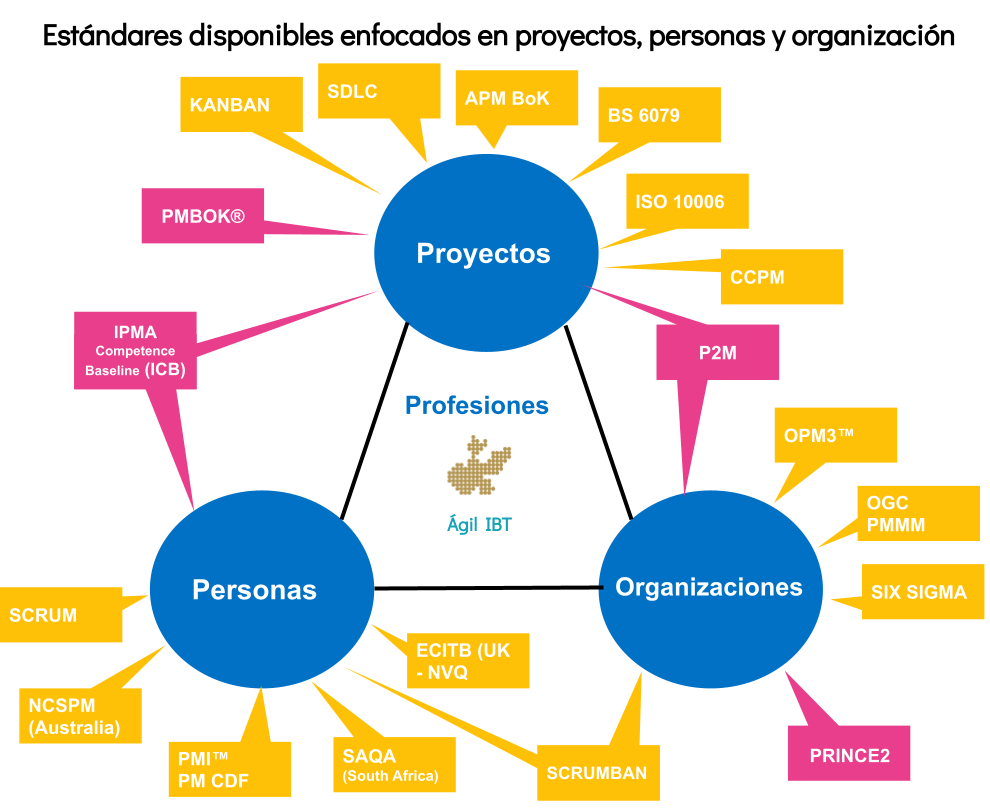 Estándares disponibles enfocados en proyectos, personas y organización
KANBAN
SDLC
APM BoK
BS 6079
PMBOK®
ISO 10006
Proyectos
CCPM
IPMA
Competence
Baseline (ICB)
P2M
Profesiones
OPM3™
Ágil IBT
OGC
PMMM
Personas
Organizaciones
SIX SIGMA
SCRUM
ECITB (UK
- NVQ
NCSPM
(Australia)
PMI™
PM CDF
SAQA
(South Africa)
SCRUMBAN
PRINCE2